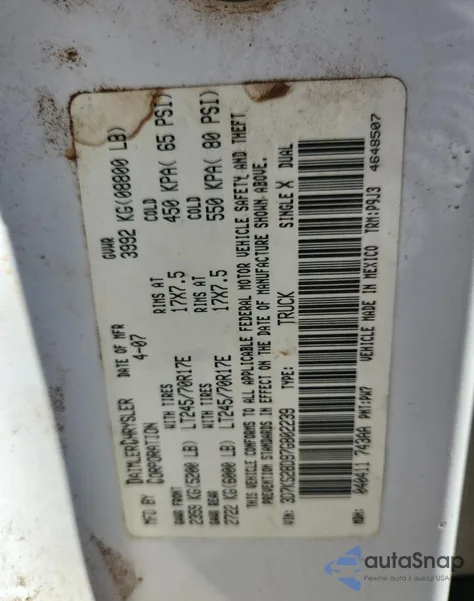 MFD BY DAIMLERCHRYSLER CORPORATION DATE OF MFR 4-07 GVWR 3992 KG(08800 LB)
GAWR FRONT WITH TIRES RIMS AT COLD
2359 KG(5200 LB) LT245/70R17E 17X7.5 450 KPA( 65 PSI)
GAWR REAR WITH TIRES RIMS AT COLD
2722 KG(6000 LB) LT245/70R17E 17X7.5 550 KPA( 80 PSI)
THIS VEHICLE CONFORMS TO ALL APPLICABLE FEDERAL MOTOR VEHICLE SAFETY AND THEFT
PREVENTION STANDARDS IN EFFECT ON THE DATE OF MANUFACTURE SHOWN ABOVE.
TYPE: TRUCK SINGLE X DUAL
MDH: 040411 743AA PNT:PW7 VEHICLE MADE IN MEXICO TRM:P9J3 4648507
autaSnap
Pewne auta z aukcji USA